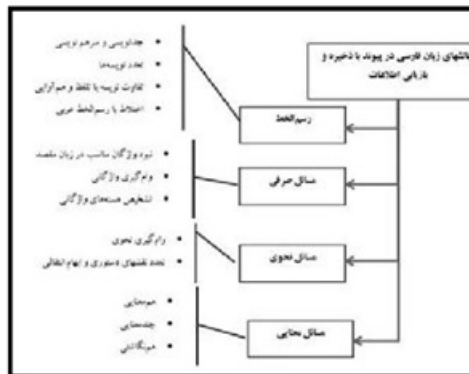 چالشهای زبان فارسی در پیوند با ذخیره و
بازیابی اطلاعات
رسم‌الخط
جدانویسی و سرهم نویسی
تعدد نویسه‌ها
تفاوت نویسه با تلفظ و هم‌آوایی
اختلاط با رسم‌الخط عربی
مسائل صرفی
نبود واژگان مناسب در زبان مقصد
وام‌گیری واژگانی
تشخیص هسته‌های واژگانی
مسائل نحوی
وام‌گیری نحوی
تعدد نقشهای دستوری و ابهام
مسائل معنایی
هم‌معنایی
چندمعنایی
هم‌نگاشتی